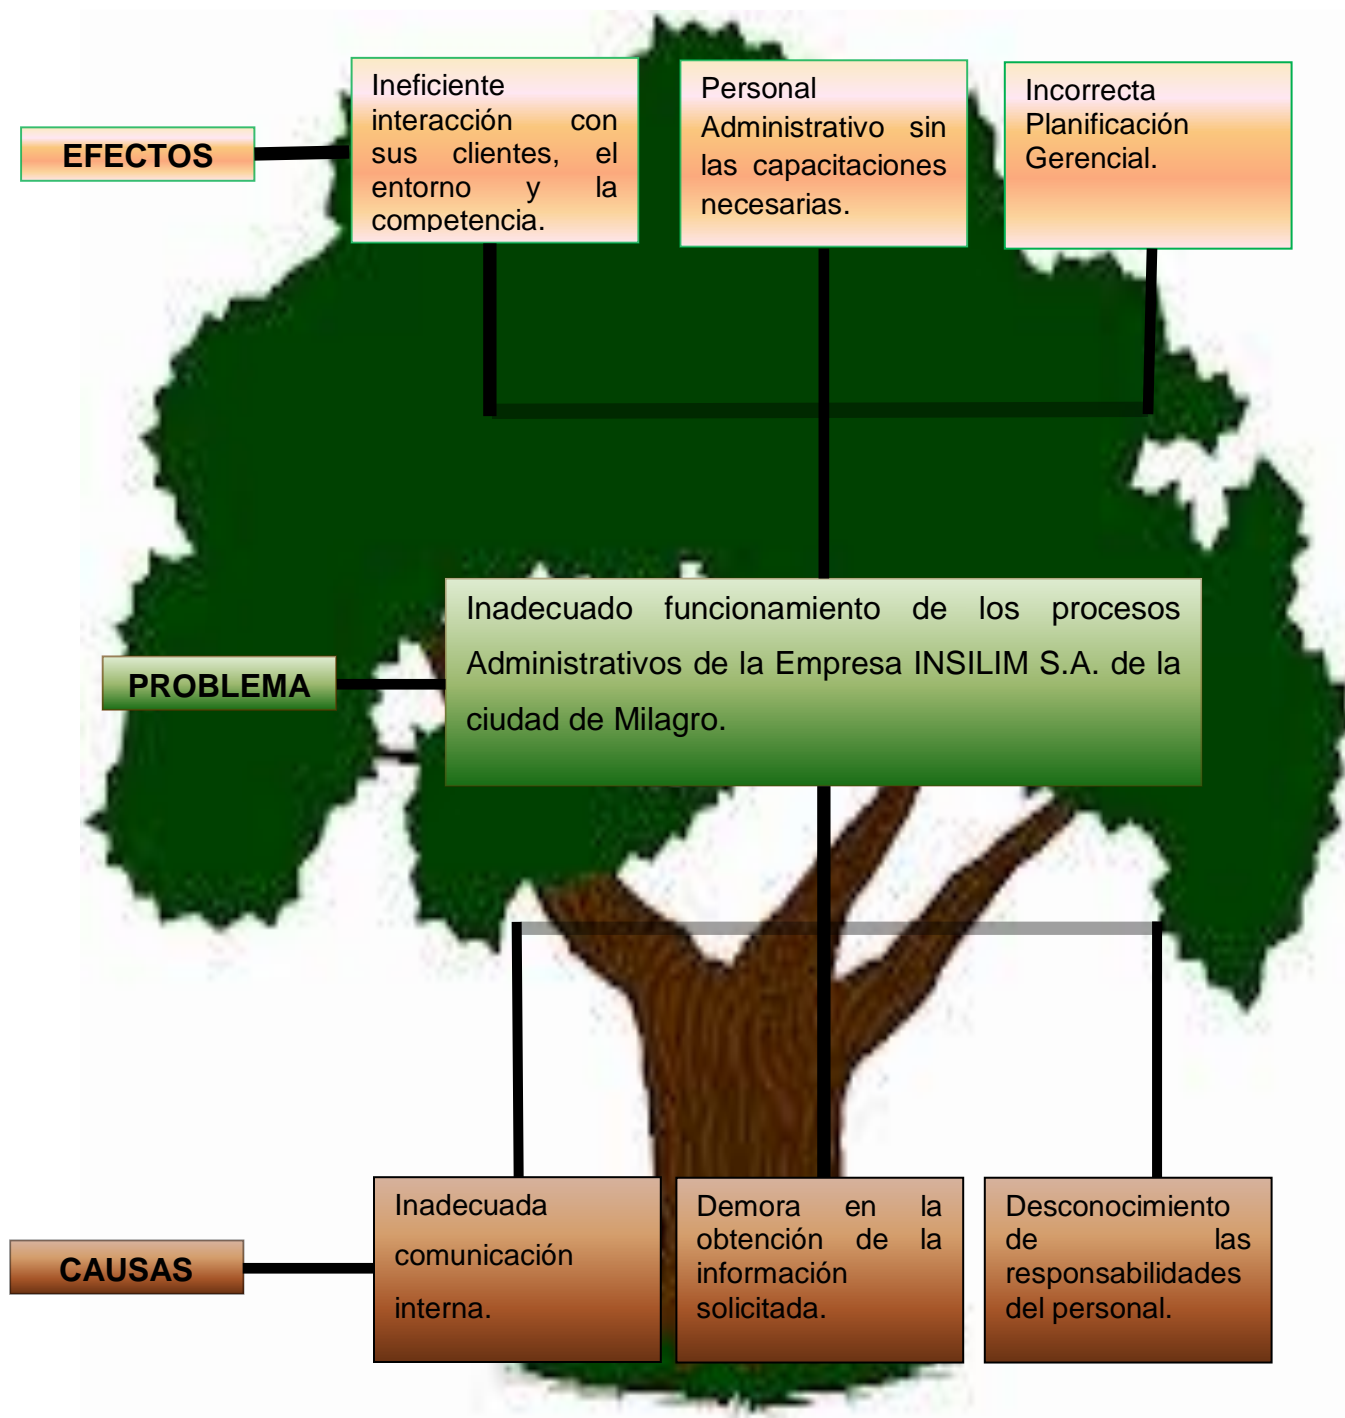 EFECTOS
Ineficiente
interacción con
sus clientes, el
entorno y la
competencia.
Personal
Administrativo sin
las capacitaciones
necesarias.
Incorrecta
Planificación
Gerencial.
PROBLEMA
Inadecuado funcionamiento de los procesos
Administrativos de la Empresa INSILIM S.A. de la
ciudad de Milagro.
CAUSAS
Inadecuada
comunicación
interna.
Demora en la
obtención de la
información
solicitada.
Desconocimiento
de las
responsabilidades
del personal.